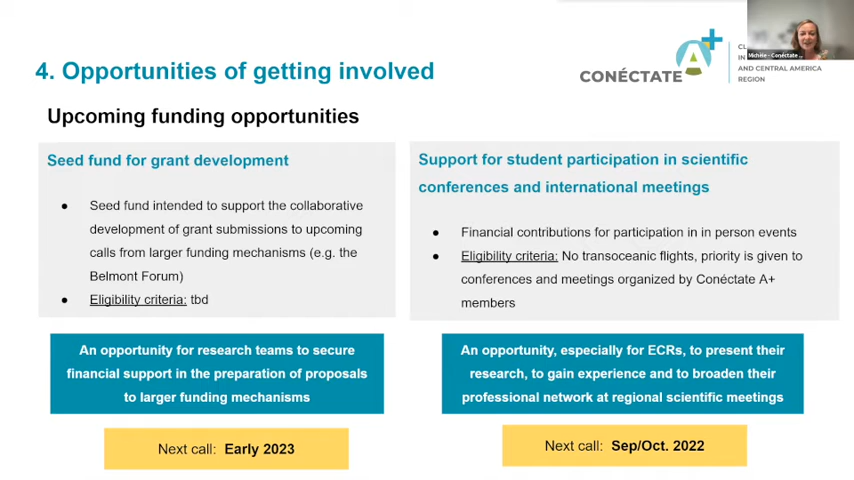 4. Opportunities of getting involved
CONÉCTATE A+
CL
IN
AND CENTRAL AMERICA
REGION
Michèle - Conéctate ...
Upcoming funding opportunities
Seed fund for grant development
● Seed fund intended to support the collaborative
development of grant submissions to upcoming
calls from larger funding mechanisms (e.g. the
Belmont Forum)
● Eligibility criteria: tbd
An opportunity for research teams to secure
financial support in the preparation of proposals
to larger funding mechanisms
Next call: Early 2023
Support for student participation in scientific
conferences and international meetings
● Financial contributions for participation in in person events
● Eligibility criteria: No transoceanic flights, priority is given to
conferences and meetings organized by Conéctate A+
members
An opportunity, especially for ECRs, to present their
research, to gain experience and to broaden their
professional network at regional scientific meetings
Next call: Sep/Oct. 2022